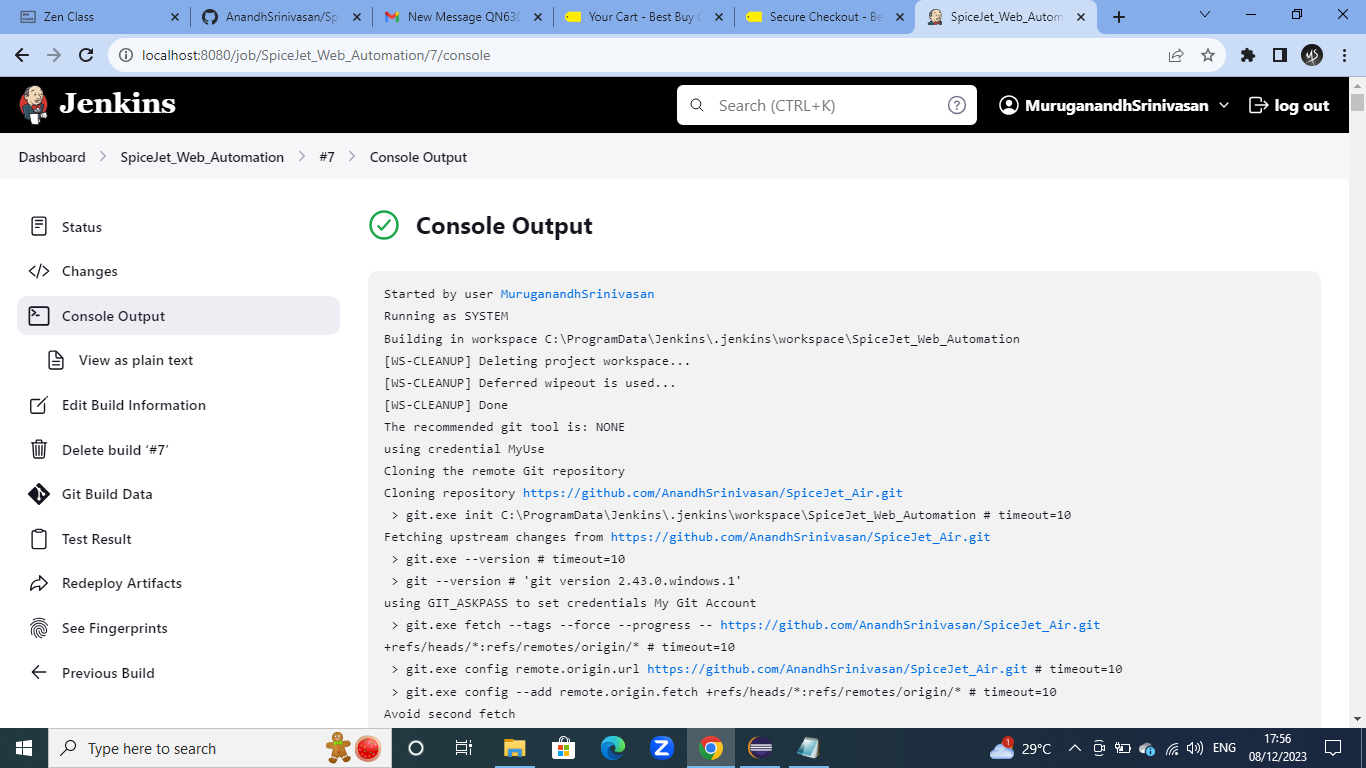 Zen Class
AnandhSrinivasan/Sp
New Message QN630
Your Cart - Best Buy C
Secure Checkout - Be
SpiceJet_Web_Autom
localhost:8080/job/SpiceJet_Web_Automation/7/console
Jenkins
Search (CTRL+K)
MuruganandhSrinivasan
log out
Dashboard
SpiceJet_Web_Automation
#7
Console Output
Status
Changes
Console Output
View as plain text
Edit Build Information
Delete build ‘#7’
Git Build Data
Test Result
Redeploy Artifacts
See Fingerprints
Previous Build
Console Output
Started by user MuruganandhSrinivasan
Running as SYSTEM
Building in workspace C:\ProgramData\Jenkins\.jenkins\workspace\SpiceJet_Web_Automation
[WS-CLEANUP] Deleting project workspace...
[WS-CLEANUP] Deferred wipeout is used...
[WS-CLEANUP] Done
The recommended git tool is: NONE
using credential MyUse
Cloning the remote Git repository
Cloning repository https://github.com/AnandhSrinivasan/SpiceJet_Air.git
> git.exe init C:\ProgramData\Jenkins\.jenkins\workspace\SpiceJet_Web_Automation # timeout=10
Fetching upstream changes from https://github.com/AnandhSrinivasan/SpiceJet_Air.git
> git.exe --version # timeout=10
> git --version # 'git version 2.43.0.windows.1'
using GIT_ASKPASS to set credentials My Git Account
> git.exe fetch --tags --force --progress -- https://github.com/AnandhSrinivasan/SpiceJet_Air.git
+refs/heads/*:refs/remotes/origin/* # timeout=10
> git.exe config remote.origin.url https://github.com/AnandhSrinivasan/SpiceJet_Air.git # timeout=10
> git.exe config --add remote.origin.fetch +refs/heads/*:refs/remotes/origin/* # timeout=10
Avoid second fetch
Type here to search
1
29°C
ENG
17:56
08/12/2023